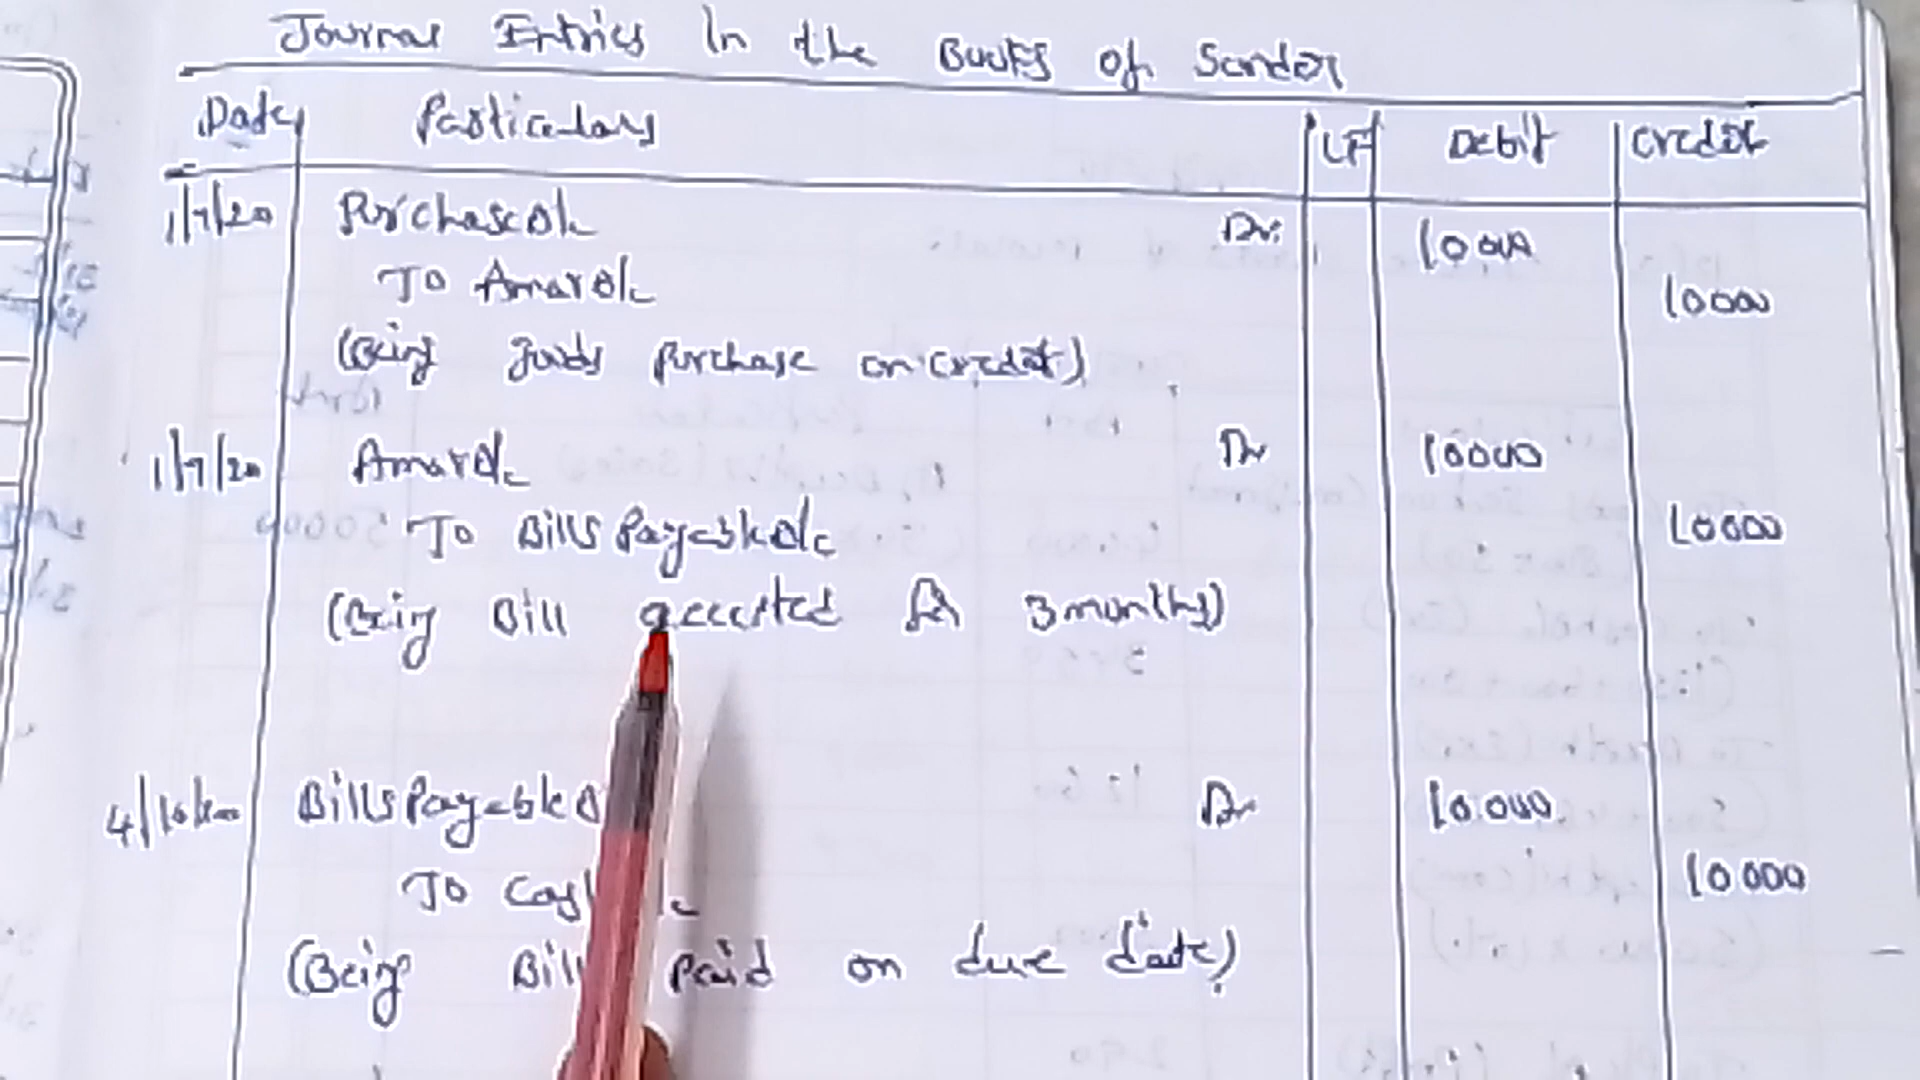 Journal Entries In the Books of Sunder
Date Particulars LF Debit Credit
1/7/20 Purchase A/c Dr. 10000
To Amar A/c 10000
(Being goods purchase on credit)
1/7/20 Amar A/c Dr 10000
To Bills Payable A/c 10000
(Being Bill accepted for 3 months)
4/10/20 Bills Payable Dr 10.000
To Cash 10000
(Being Bill paid on due date)